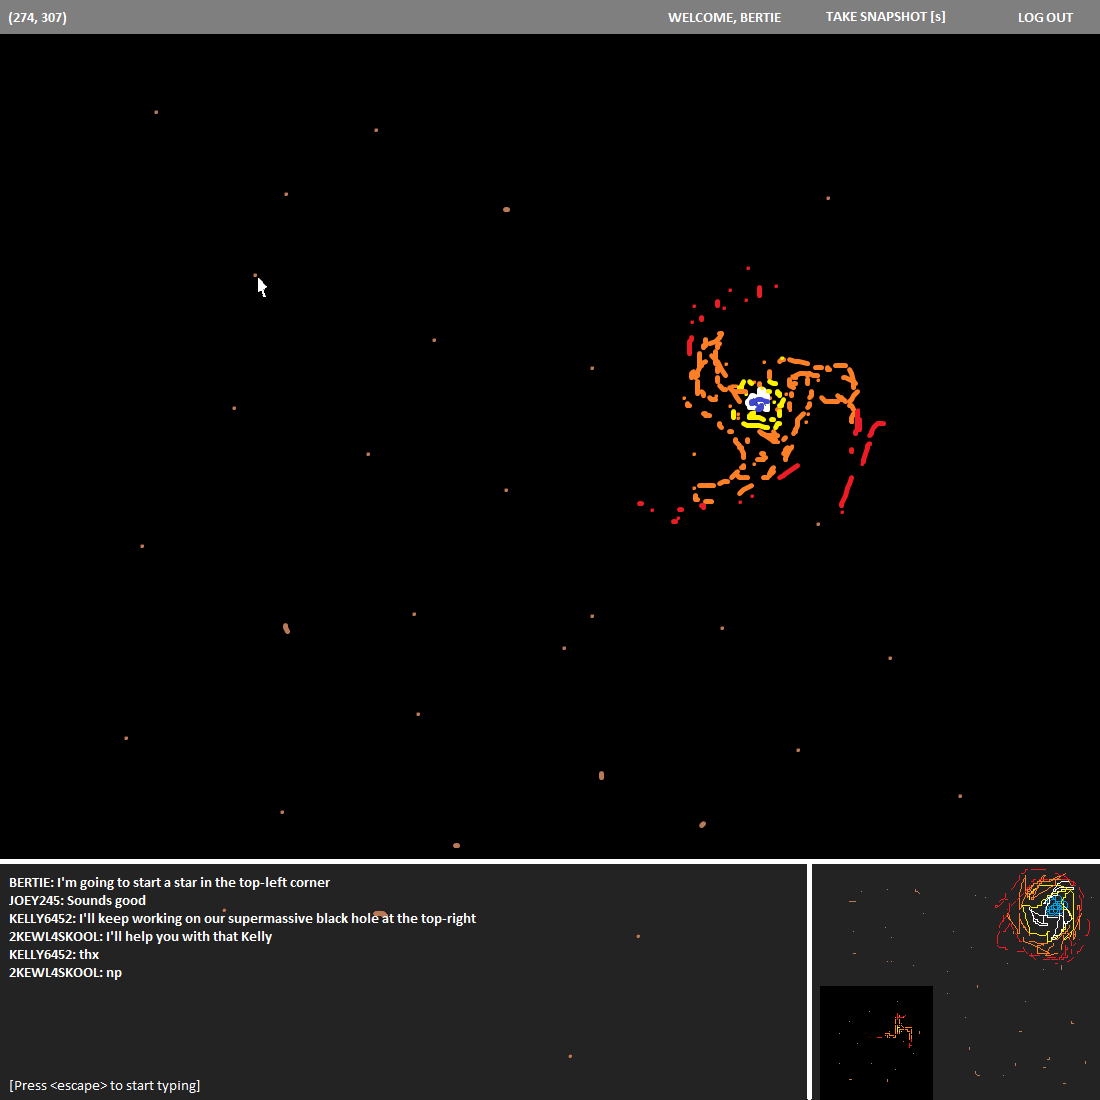 (274, 307) WELCOME, BERTIE TAKE SNAPSHOT [s] LOG OUT
BERTIE: I'm going to start a star in the top-left corner
JOEY245: Sounds good
KELLY6452: I'll keep working on our supermassive black hole at the top-right
2KEWL4SKOOL: I'll help you with that Kelly
KELLY6452: thx
2KEWL4SKOOL: np
[Press <escape> to start typing]